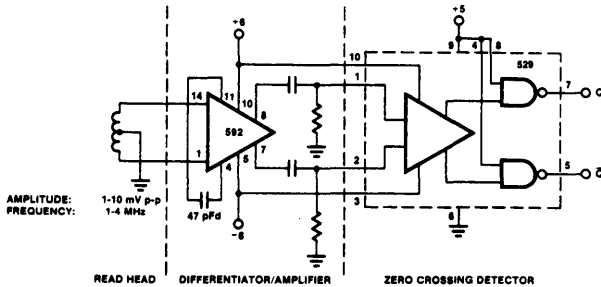 +5
+6
9
4
8
529
10
1
14
11
10
592
8
7
7
Q
1
4
5
2
5
Q̄
3
6
47 pFd
-6
AMPLITUDE: 1-10 mV p-p
FREQUENCY: 1-4 MHz
READ HEAD
DIFFERENTIATOR/AMPLIFIER
ZERO CROSSING DETECTOR